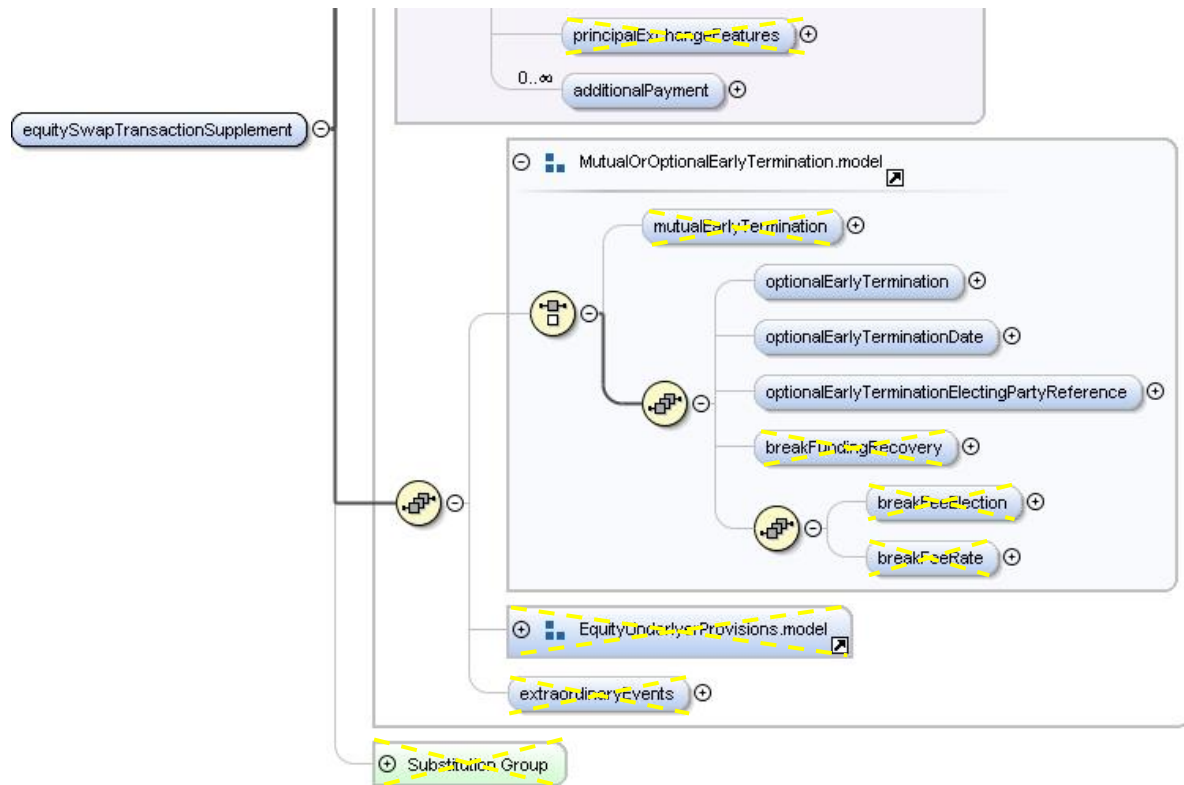 principalExchangeFeatures
0..∞
additionalPayment
equitySwapTransactionSupplement
MutualOrOptionalEarlyTermination.model
mutualEarlyTermination
optionalEarlyTermination
optionalEarlyTerminationDate
optionalEarlyTerminationElectingPartyReference
breakFundingRecovery
breakFeeElection
breakFeeRate
EquityUnderlyerProvisions.model
extraordinaryEvents
Substitution Group